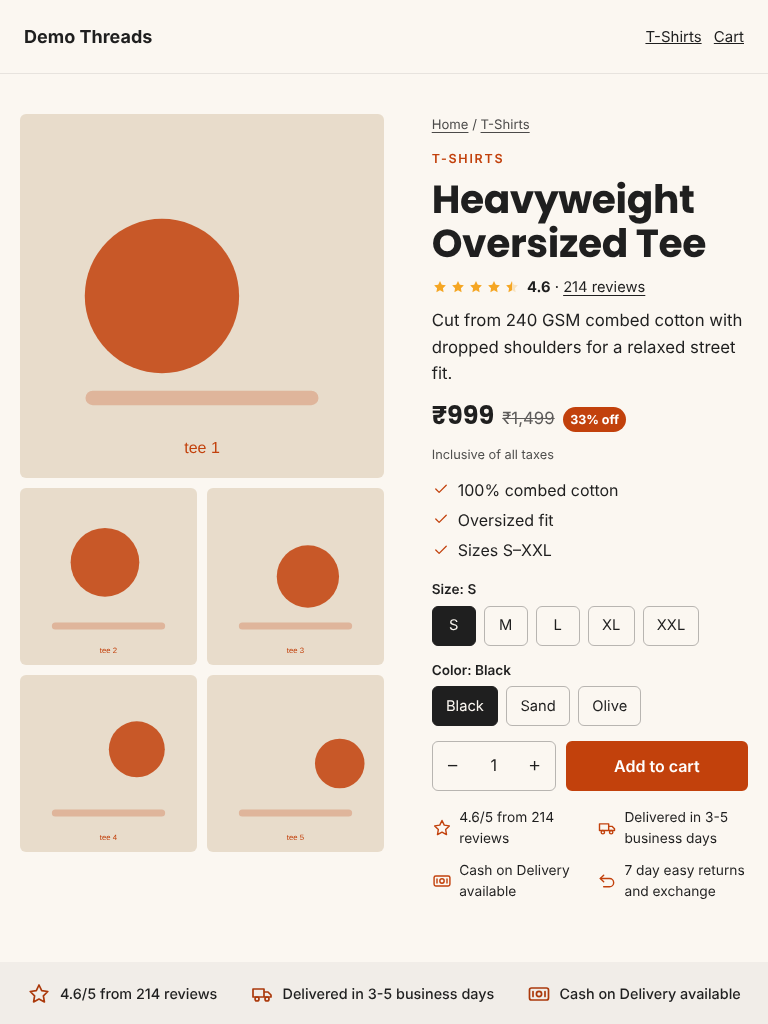 Demo Threads
T-Shirts Cart
tee 1
tee 2
tee 3
tee 4
tee 5
Home / T-Shirts
T-SHIRTS
Heavyweight
Oversized Tee
4.6 · 214 reviews
Cut from 240 GSM combed cotton with
dropped shoulders for a relaxed street
fit.
₹999 ₹1,499 33% off
Inclusive of all taxes
100% combed cotton
Oversized fit
Sizes S–XXL
Size: S
S M L XL XXL
Color: Black
Black Sand Olive
− 1 + Add to cart
4.6/5 from 214
reviews
Delivered in 3-5
business days
Cash on Delivery
available
7 day easy returns
and exchange
4.6/5 from 214 reviews
Delivered in 3-5 business days
Cash on Delivery available